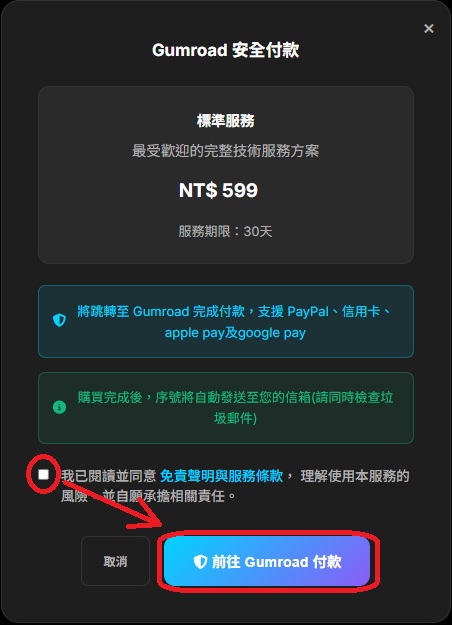 ×
Gumroad 安全付款
標準服務
最受歡迎的完整技術服務方案
NT$ 599
服務期限：30天
將跳轉至 Gumroad 完成付款，支援 PayPal、信用卡、
apple pay及google pay
購買完成後，序號將自動發送至您的信箱(請同時檢查垃
圾郵件)
我已閱讀並同意 免責聲明與服務條款， 理解使用本服務的
風險，並自願承擔相關責任。
取消
前往 Gumroad 付款